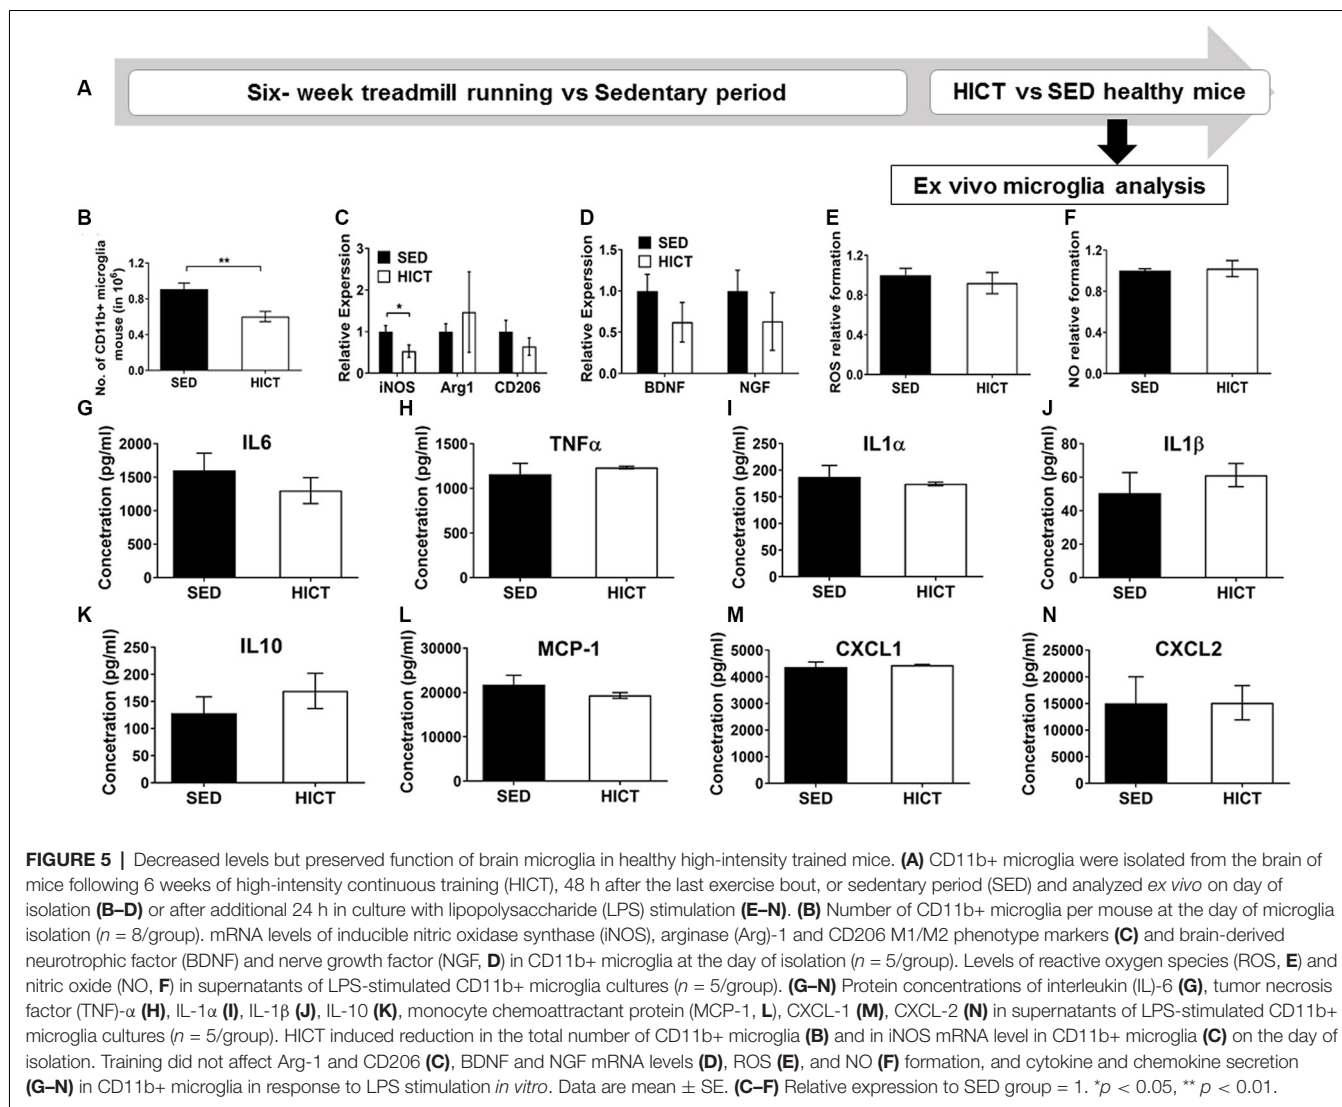 A
Six- week treadmill running vs Sedentary period
HICT vs SED healthy mice
Ex vivo microglia analysis
B
No. of CD11b+ microglia
mouse (in 10⁶)
1.2
0.8
0.4
0.0
**
SED
HICT
C
Relative Experssion
3
2
1
0
SED
HICT
*
iNOS
Arg1
CD206
D
Relative Experssion
1.5
1.0
0.5
0.0
SED
HICT
BDNF
NGF
E
ROS relative formation
1.2
0.8
0.4
0.0
SED
HICT
F
NO relative formation
1.2
0.8
0.4
0.0
SED
HICT
G
IL6
Concetration (pg/ml)
2000
1500
1000
500
0
SED
HICT
H
TNFα
Concetration (pg/ml)
1500
1000
500
0
SED
HICT
I
IL1α
Concetration (pg/ml)
250
200
150
100
50
0
SED
HICT
J
IL1β
Concetration (pg/ml)
80
60
40
20
0
SED
HICT
K
IL10
Concetration (pg/ml)
250
200
150
100
50
0
SED
HICT
L
MCP-1
Concetration (pg/ml)
30000
20000
10000
0
SED
HICT
M
CXCL1
Concetration (pg/ml)
5000
4000
3000
2000
1000
0
SED
HICT
N
CXCL2
Concetration (pg/ml)
25000
20000
15000
10000
5000
0
SED
HICT
FIGURE 5 | Decreased levels but preserved function of brain microglia in healthy high-intensity trained mice. (A) CD11b+ microglia were isolated from the brain of
mice following 6 weeks of high-intensity continuous training (HICT), 48 h after the last exercise bout, or sedentary period (SED) and analyzed ex vivo on day of
isolation (B–D) or after additional 24 h in culture with lipopolysaccharide (LPS) stimulation (E–N). (B) Number of CD11b+ microglia per mouse at the day of microglia
isolation (n = 8/group). mRNA levels of inducible nitric oxidase synthase (iNOS), arginase (Arg)-1 and CD206 M1/M2 phenotype markers (C) and brain-derived
neurotrophic factor (BDNF) and nerve growth factor (NGF, D) in CD11b+ microglia at the day of isolation (n = 5/group). Levels of reactive oxygen species (ROS, E) and
nitric oxide (NO, F) in supernatants of LPS-stimulated CD11b+ microglia cultures (n = 5/group). (G–N) Protein concentrations of interleukin (IL)-6 (G), tumor necrosis
factor (TNF)-α (H), IL-1α (I), IL-1β (J), IL-10 (K), monocyte chemoattractant protein (MCP-1, L), CXCL-1 (M), CXCL-2 (N) in supernatants of LPS-stimulated CD11b+
microglia cultures (n = 5/group). HICT induced reduction in the total number of CD11b+ microglia (B) and in iNOS mRNA level in CD11b+ microglia (C) on the day of
isolation. Training did not affect Arg-1 and CD206 (C), BDNF and NGF mRNA levels (D), ROS (E), and NO (F) formation, and cytokine and chemokine secretion
(G–N) in CD11b+ microglia in response to LPS stimulation in vitro. Data are mean ± SE. (C–F) Relative expression to SED group = 1. *p < 0.05, ** p < 0.01.